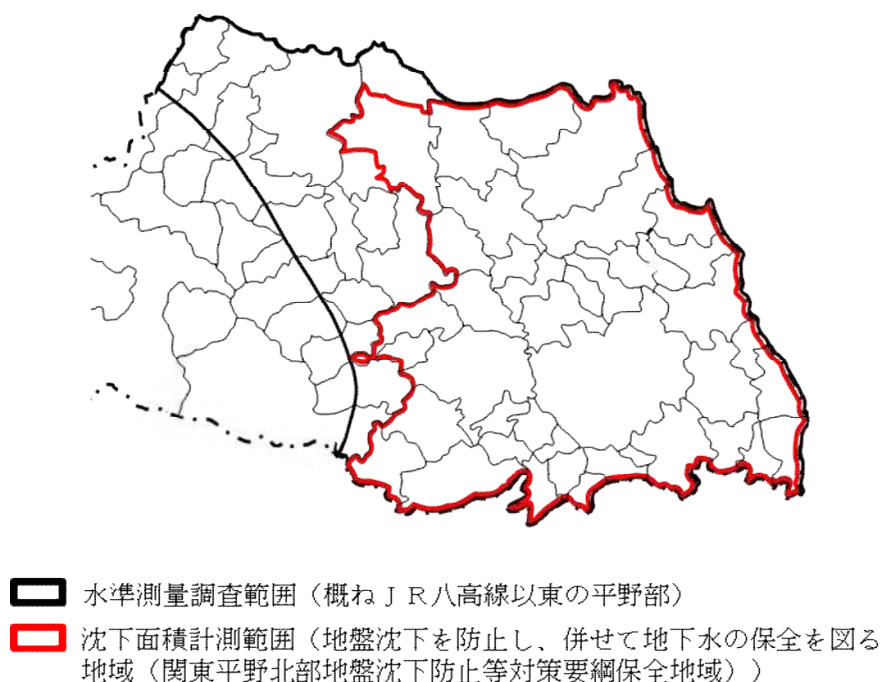 水準測量調査範囲（概ねＪＲ八高線以東の平野部）
沈下面積計測範囲（地盤沈下を防止し、併せて地下水の保全を図る
地域（関東平野北部地盤沈下防止等対策要綱保全地域））